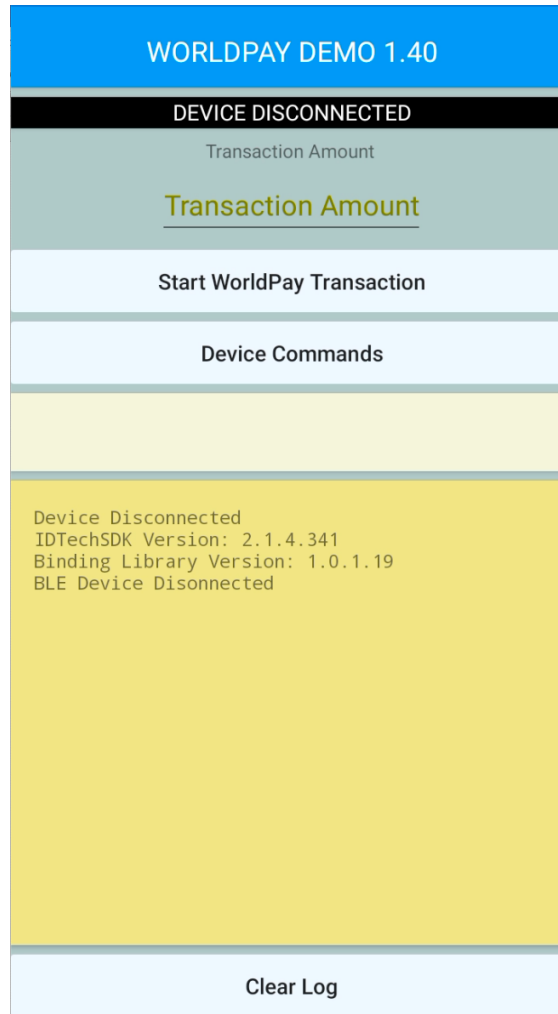 WORLDPAY DEMO 1.40
DEVICE DISCONNECTED
Transaction Amount
Transaction Amount
Start WorldPay Transaction
Device Commands
Device Disconnected
IDTechSDK Version: 2.1.4.341
Binding Library Version: 1.0.1.19
BLE Device Disonnected
Clear Log